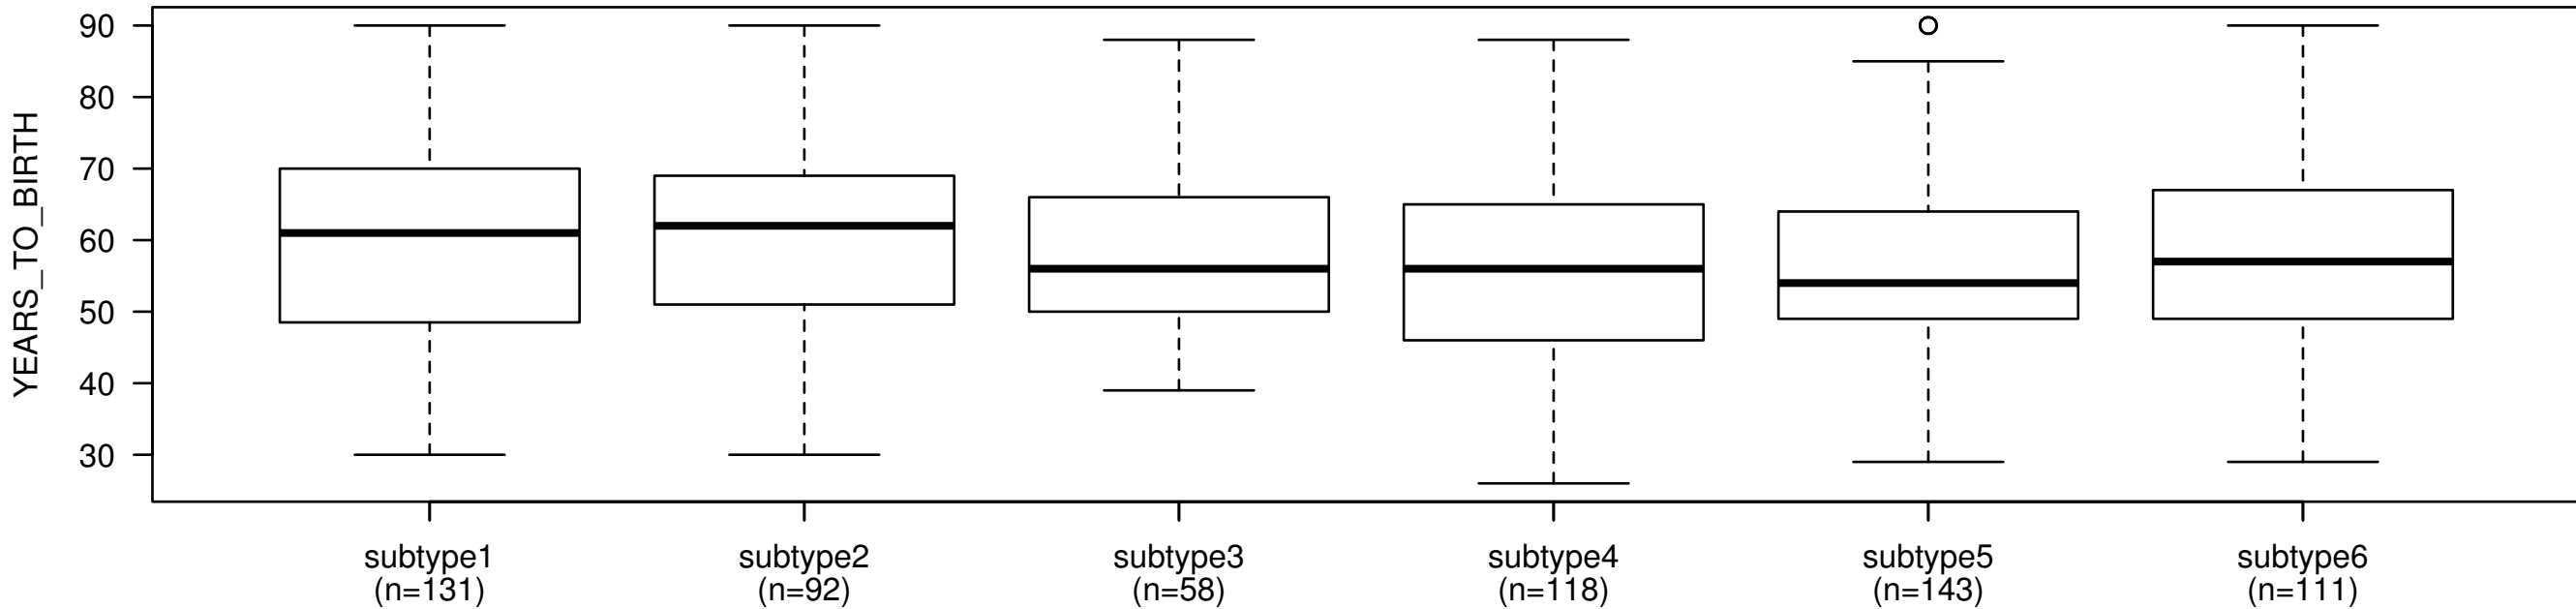 YEARS_TO_BIRTH
90
80
70
60
50
40
30
subtype1 subtype2 subtype3 subtype4 subtype5 subtype6
(n=131) (n=92) (n=58) (n=118) (n=143) (n=111)